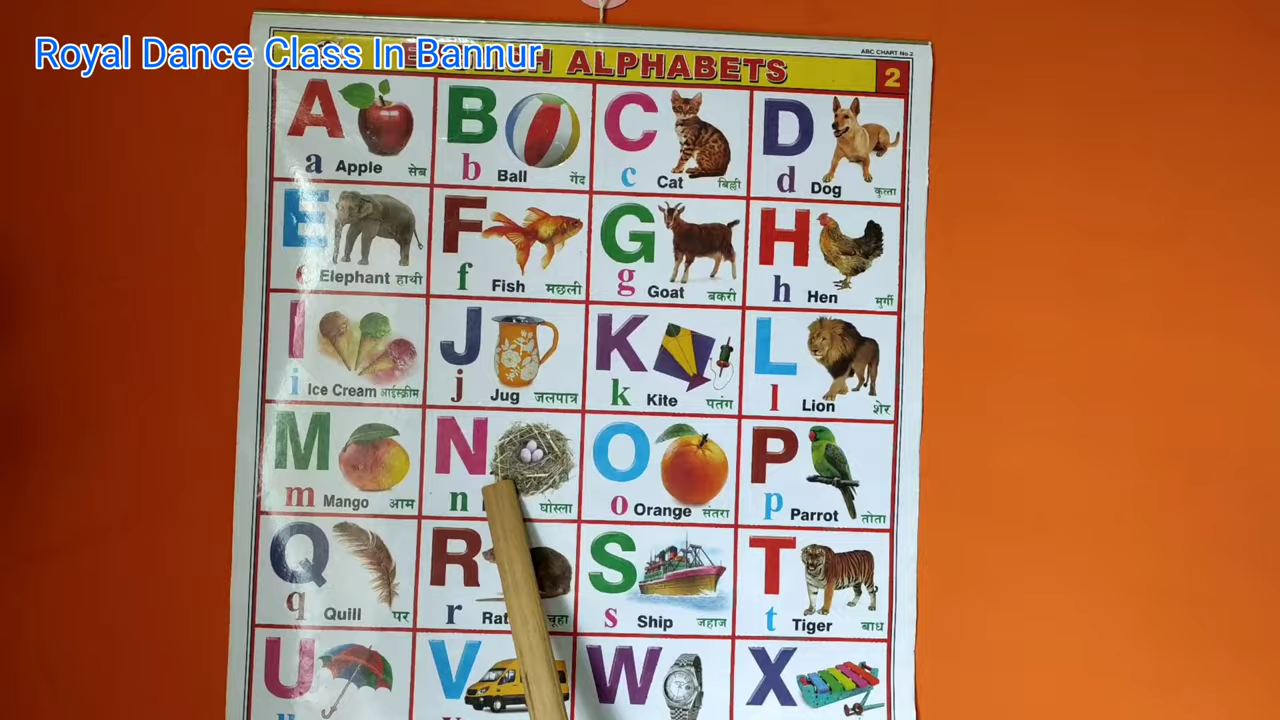 Royal Dance Class In Bannur
ALPHABETS
ABC CHART No.2
2
A
a Apple सेब
B
b Ball गेंद
C
c Cat बिल्ली
D
d Dog कुत्ता
E
e Elephant हाथी
F
f Fish मछली
G
g Goat बकरी
H
h Hen मुर्गी
I
i Ice Cream आईस्क्रीम
J
j Jug जलपात्र
K
k Kite पतंग
L
l Lion शेर
M
m Mango आम
N
n घोंस्ला
O
o Orange संतरा
P
p Parrot तोता
Q
q Quill पर
R
r Rat चूहा
S
s Ship जहाज
T
t Tiger बाघ
U
V
W
X